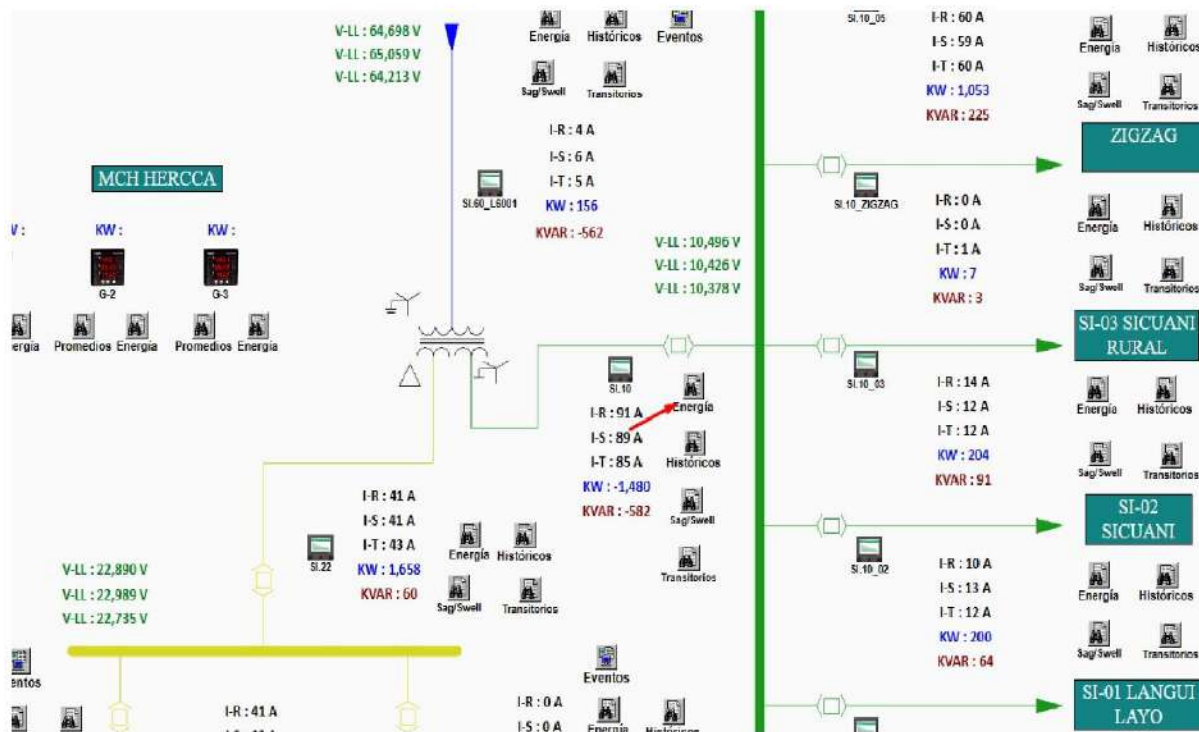 V-LL : 64,698 V
V-LL : 65,059 V
V-LL : 64,213 V
Energía Históricos Eventos
Sag/Swell Transitorios
I-R : 4 A
I-S : 6 A
I-T : 5 A
KW : 156
KVAR : -562
SI.60_L6001
MCH HERCCA
KW :
KW :
G-2
G-3
Promedios Energía Promedios Energía
V-LL : 10,496 V
V-LL : 10,426 V
V-LL : 10,378 V
SI.10
I-R : 91 A
I-S : 89 A
I-T : 85 A
KW : -1,480
KVAR : -582
Energía
Históricos
Sag/Swell
Transitorios
I-R : 41 A
I-S : 41 A
I-T : 43 A
KW : 1,658
KVAR : 60
SI.22
Energía Históricos
Sag/Swell Transitorios
V-LL : 22,890 V
V-LL : 22,989 V
V-LL : 22,735 V
I-R : 41 A
Eventos
I-R : 0 A
I-S : 0 A
Energía Históricos
SI.10_05
I-R : 60 A
I-S : 59 A
I-T : 60 A
KW : 1,053
KVAR : 225
Energía Históricos
Sag/Swell Transitorios
ZIGZAG
SI.10_ZIGZAG
I-R : 0 A
I-S : 0 A
I-T : 1 A
KW : 7
KVAR : 3
Energía Históricos
Sag/Swell Transitorios
SI-03 SICUANI
RURAL
SI.10_03
I-R : 14 A
I-S : 12 A
I-T : 12 A
KW : 204
KVAR : 91
Energía Históricos
Sag/Swell Transitorios
SI-02
SICUANI
SI.10_02
I-R : 10 A
I-S : 13 A
I-T : 12 A
KW : 200
KVAR : 64
Energía Históricos
Sag/Swell Transitorios
SI-01 LANGUI
LAYO